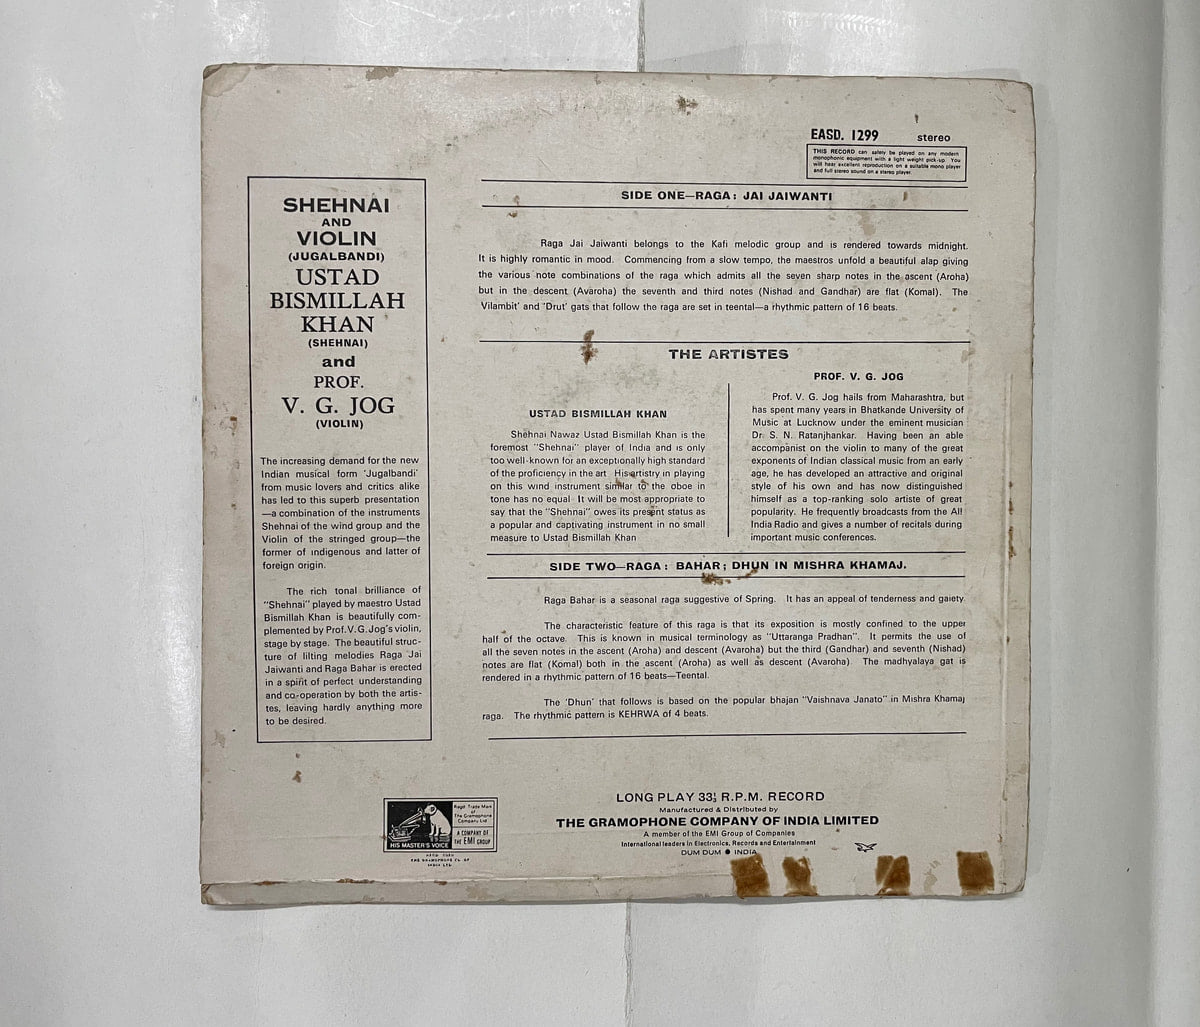 EASD. 1299 stereo
THIS RECORD can safely be played on any modern
monophonic equipment with a light weight pick-up. You
will hear excellent reproduction on a suitable mono player
and full stereo sound on a stereo player.
SHEHNAI
AND
VIOLIN
(JUGALBANDI)
USTAD
BISMILLAH
KHAN
(SHEHNAI)
and
PROF.
V. G. JOG
(VIOLIN)
The increasing demand for the new
Indian musical form 'Jugalbandi'
from music lovers and critics alike
has led to this superb presentation
—a combination of the instruments
Shehnai of the wind group and the
Violin of the stringed group—the
former of indigenous and latter of
foreign origin.
The rich tonal brilliance of
"Shehnai" played by maestro Ustad
Bismillah Khan is beautifully com-
plemented by Prof. V. G. Jog's violin,
stage by stage. The beautiful struc-
ture of lilting melodies Raga Jai
Jaiwanti and Raga Bahar is erected
in a spirit of perfect understanding
and co-operation by both the artis-
tes, leaving hardly anything more
to be desired.
SIDE ONE—RAGA: JAI JAIWANTI
Raga Jai Jaiwanti belongs to the Kafi melodic group and is rendered towards midnight.
It is highly romantic in mood. Commencing from a slow tempo, the maestros unfold a beautiful alap giving
the various note combinations of the raga which admits all the seven sharp notes in the ascent (Aroha)
but in the descent (Avaroha) the seventh and third notes (Nishad and Gandhar) are flat (Komal). The
Vilambit' and 'Drut' gats that follow the raga are set in teental—a rhythmic pattern of 16 beats.
THE ARTISTES
USTAD BISMILLAH KHAN
Shehnai Nawaz Ustad Bismillah Khan is the
foremost "Shehnai" player of India and is only
too well-known for an exceptionally high standard
of the proficiency in the art. His artistry in playing
on this wind instrument similar to the oboe in
tone has no equal. It will be most appropriate to
say that the "Shehnai" owes its present status as
a popular and captivating instrument in no small
measure to Ustad Bismillah Khan
PROF. V. G. JOG
Prof. V. G. Jog hails from Maharashtra, but
has spent many years in Bhatkande University of
Music at Lucknow under the eminent musician
Dr. S. N. Ratanjhankar. Having been an able
accompanist on the violin to many of the great
exponents of Indian classical music from an early
age, he has developed an attractive and original
style of his own and has now distinguished
himself as a top-ranking solo artiste of great
popularity. He frequently broadcasts from the All
India Radio and gives a number of recitals during
important music conferences.
SIDE TWO—RAGA: BAHAR; DHUN IN MISHRA KHAMAJ.
Raga Bahar is a seasonal raga suggestive of Spring. It has an appeal of tenderness and gaiety.
The characteristic feature of this raga is that its exposition is mostly confined to the upper
half of the octave. This is known in musical terminology as "Uttaranga Pradhan". It permits the use of
all the seven notes in the ascent (Aroha) and descent (Avaroha) but the third (Gandhar) and seventh (Nishad)
notes are flat (Komal) both in the ascent (Aroha) as well as descent (Avaroha). The madhyalaya gat is
rendered in a rhythmic pattern of 16 beats—Teental.
The 'Dhun' that follows is based on the popular bhajan "Vaishnava Janato" in Mishra Khamaj
raga. The rhythmic pattern is KEHRWA of 4 beats.
HIS MASTER'S VOICE
Regd. Trade Mark
of
The Gramophone
Company Ltd
A COMPANY OF
THE EMI GROUP
THE GRAMOPHONE CO. OF
INDIA LTD.
LONG PLAY 33⅓ R.P.M. RECORD
Manufactured & Distributed by
THE GRAMOPHONE COMPANY OF INDIA LIMITED
A member of the EMI Group of Companies
International leaders in Electronics, Records and Entertainment
DUM DUM ● INDIA